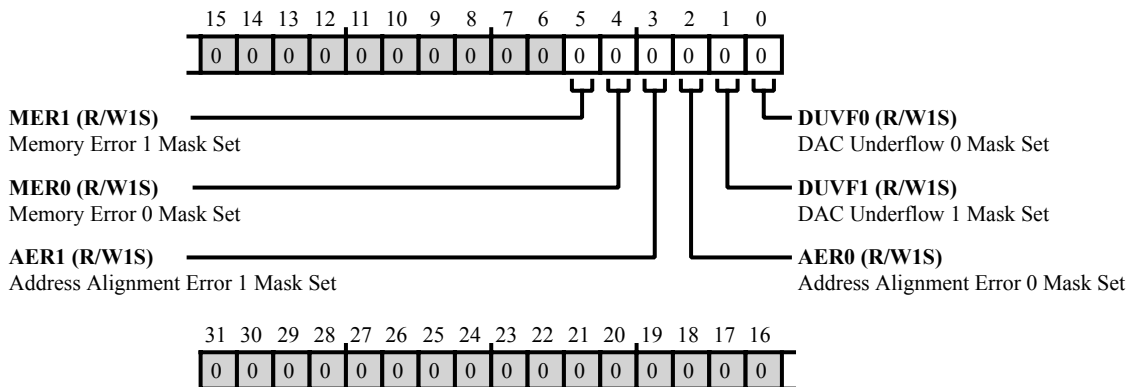 15 14 13 12 11 10 9 8 7 6 5 4 3 2 1 0
0 0 0 0 0 0 0 0 0 0 0 0 0 0 0 0
MER1 (R/W1S)
Memory Error 1 Mask Set
DUVF0 (R/W1S)
DAC Underflow 0 Mask Set
MER0 (R/W1S)
Memory Error 0 Mask Set
DUVF1 (R/W1S)
DAC Underflow 1 Mask Set
AER1 (R/W1S)
Address Alignment Error 1 Mask Set
AER0 (R/W1S)
Address Alignment Error 0 Mask Set
31 30 29 28 27 26 25 24 23 22 21 20 19 18 17 16
0 0 0 0 0 0 0 0 0 0 0 0 0 0 0 0